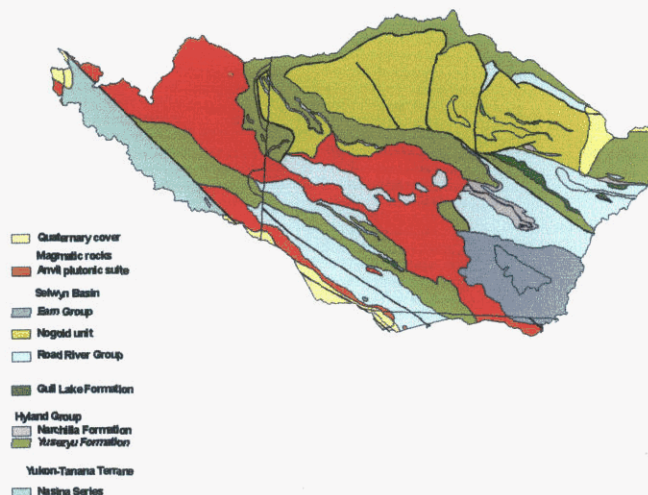 Quaternary cover
Magmatic rocks
Anvil plutonic suite
Selwyn Basin
Earn Group
Nogold unit
Road River Group
Gull Lake Formation
Hyland Group
Narchilla Formation
Yusezyu Formation
Yukon-Tanana Terrane
Nasina Series